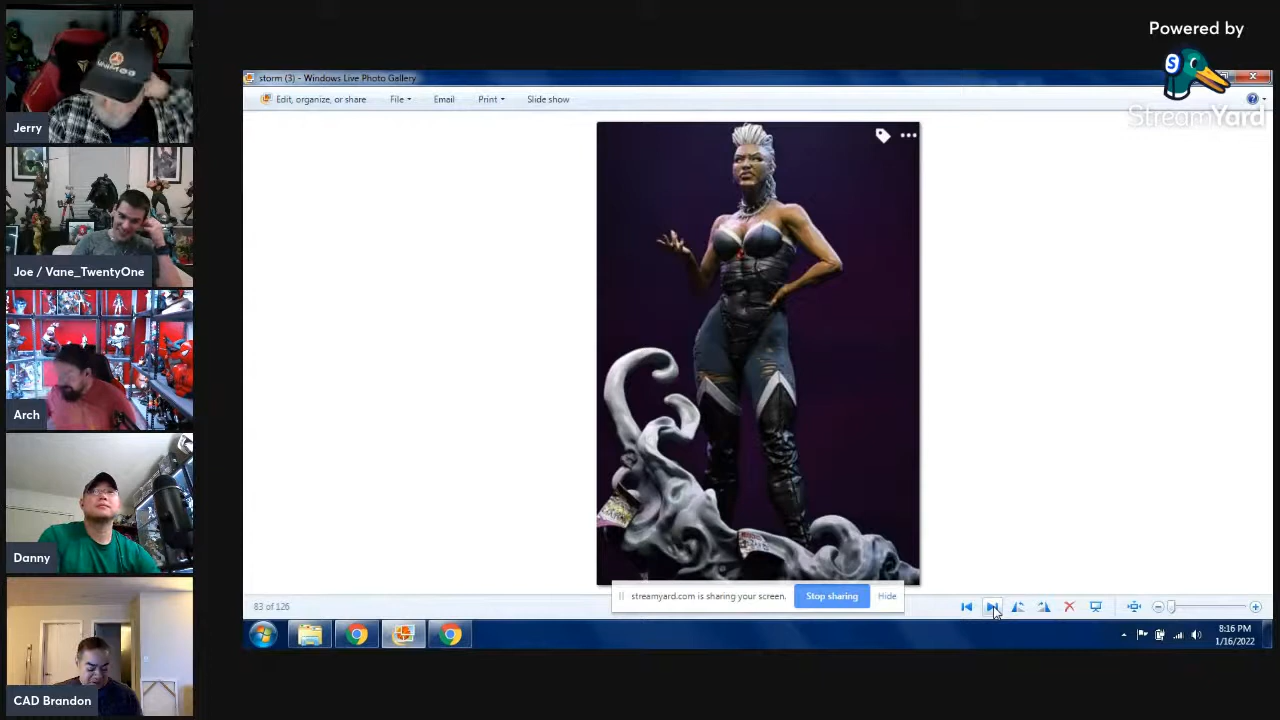 Powered by
StreamYard
Jerry
Joe / Vane_TwentyOne
Arch
Danny
CAD Brandon
storm (3) - Windows Live Photo Gallery
Edit, organize, or share
File
Email
Print
Slide show
streamyard.com is sharing your screen.
Stop sharing
Hide
83 of 126
8:16 PM
1/16/2022